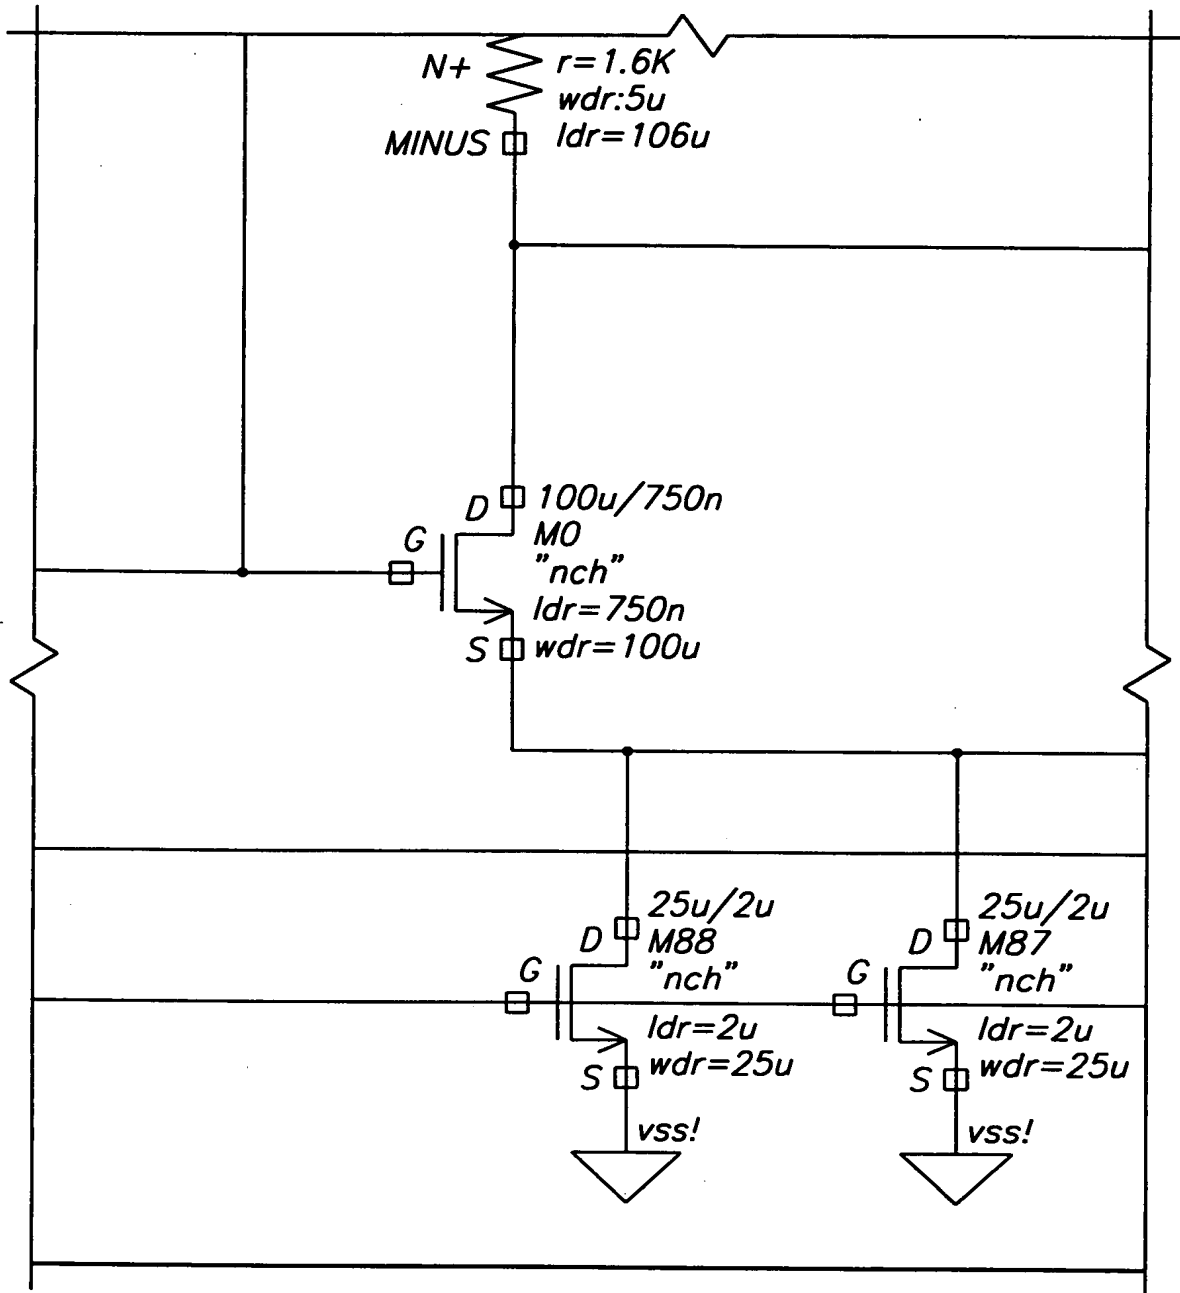 N+
r=1.6K
wdr:5u
MINUS
ldr=106u
D
100u/750n
G
M0
"nch"
ldr=750n
S
wdr=100u
25u/2u
25u/2u
D
M88
D
M87
G
"nch"
G
"nch"
ldr=2u
ldr=2u
S
wdr=25u
S
wdr=25u
vss!
vss!